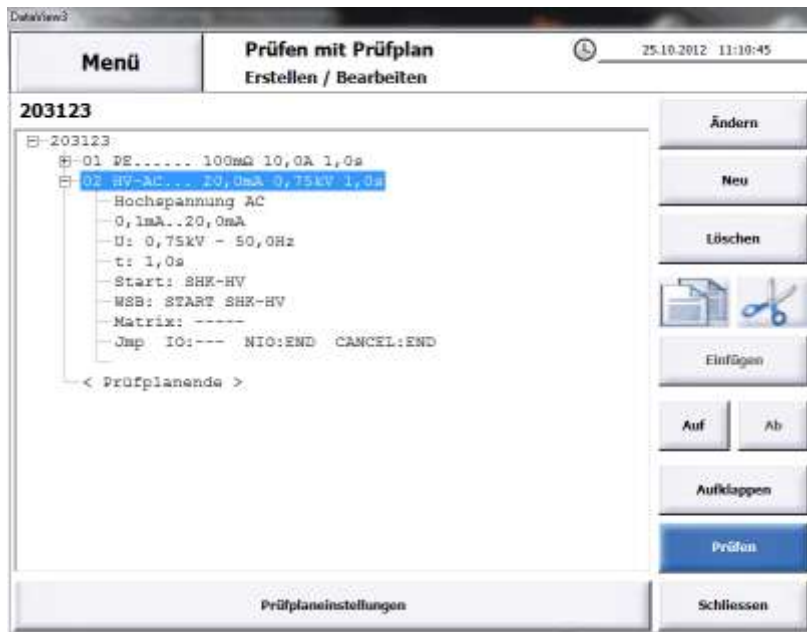 DataView3
Menü
Prüfen mit Prüfplan
Erstellen / Bearbeiten
25.10.2012 11:10:45
203123
Ändern
203123
01 PE...... 100mΩ 10,0A 1,0s
02 HV-AC... 20,0mA 0,75kV 1,0s
Neu
Hochspannung AC
0,1mA..20,0mA
U: 0,75kV - 50,0Hz
Löschen
t: 1,0s
Start: SHK-HV
WSB: START SHK-HV
Matrix: -----
Jmp IO:--- NIO:END CANCEL:END
Einfügen
< Prüfplanende >
Auf
Ab
Aufklappen
Prüfen
Prüfplaneinstellungen
Schliessen